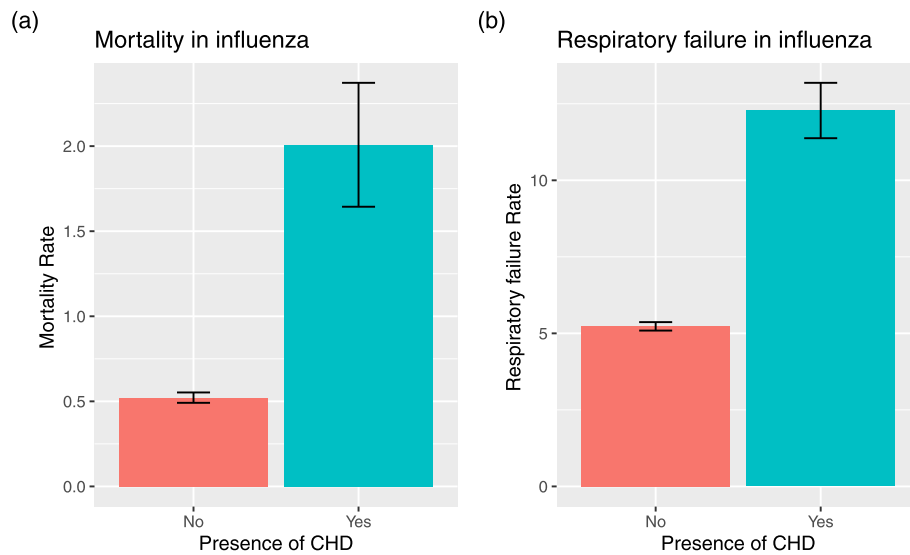 (a)
Mortality in influenza
Mortality Rate
2.0
1.5
1.0
0.5
0.0
No
Yes
Presence of CHD
(b)
Respiratory failure in influenza
Respiratory failure Rate
10
5
0
No
Yes
Presence of CHD